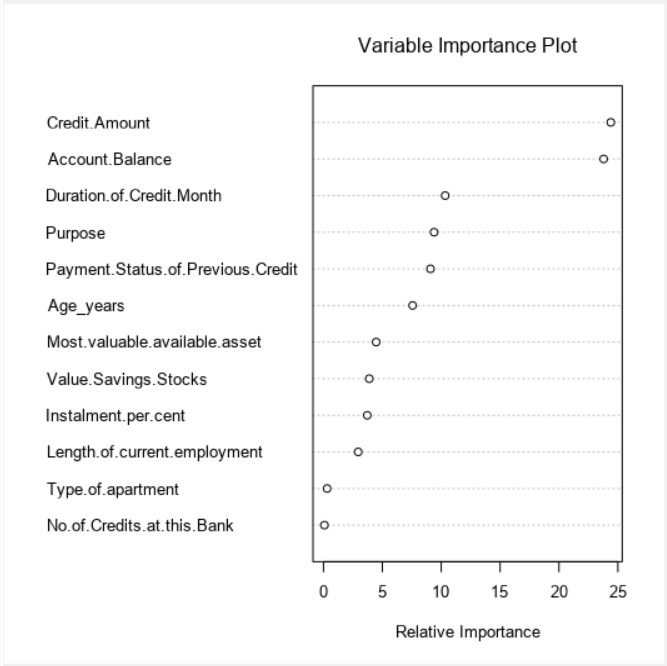 Variable Importance Plot
Credit.Amount
Account.Balance
Duration.of.Credit.Month
Purpose
Payment.Status.of.Previous.Credit
Age_years
Most.valuable.available.asset
Value.Savings.Stocks
Instalment.per.cent
Length.of.current.employment
Type.of.apartment
No.of.Credits.at.this.Bank
0 5 10 15 20 25
Relative Importance